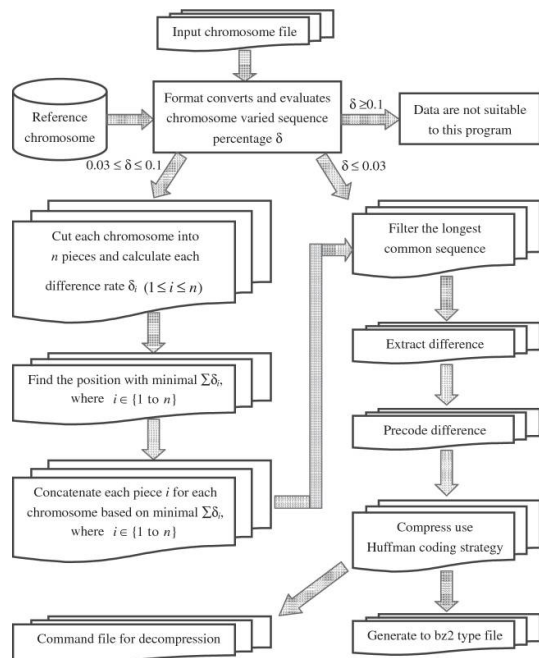 Input chromosome file
Reference
chromosome
Format converts and evaluates
chromosome varied sequence
percentage δ
δ ≥0.1
Data are not suitable
to this program
0.03 ≤ δ ≤ 0.1
δ ≤ 0.03
Cut each chromosome into
n pieces and calculate each
difference rate δi (1 ≤ i ≤ n)
Find the position with minimal ∑δi,
where i ∈ {1 to n}
Concatenate each piece i for each
chromosome based on minimal ∑δi,
where i ∈ {1 to n}
Filter the longest
common sequence
Extract difference
Precode difference
Compress use
Huffman coding strategy
Command file for decompression
Generate to bz2 type file